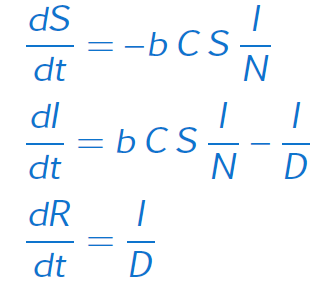 dS/dt = −b C S I/N
dI/dt = b C S I/N − I/D
dR/dt = I/D